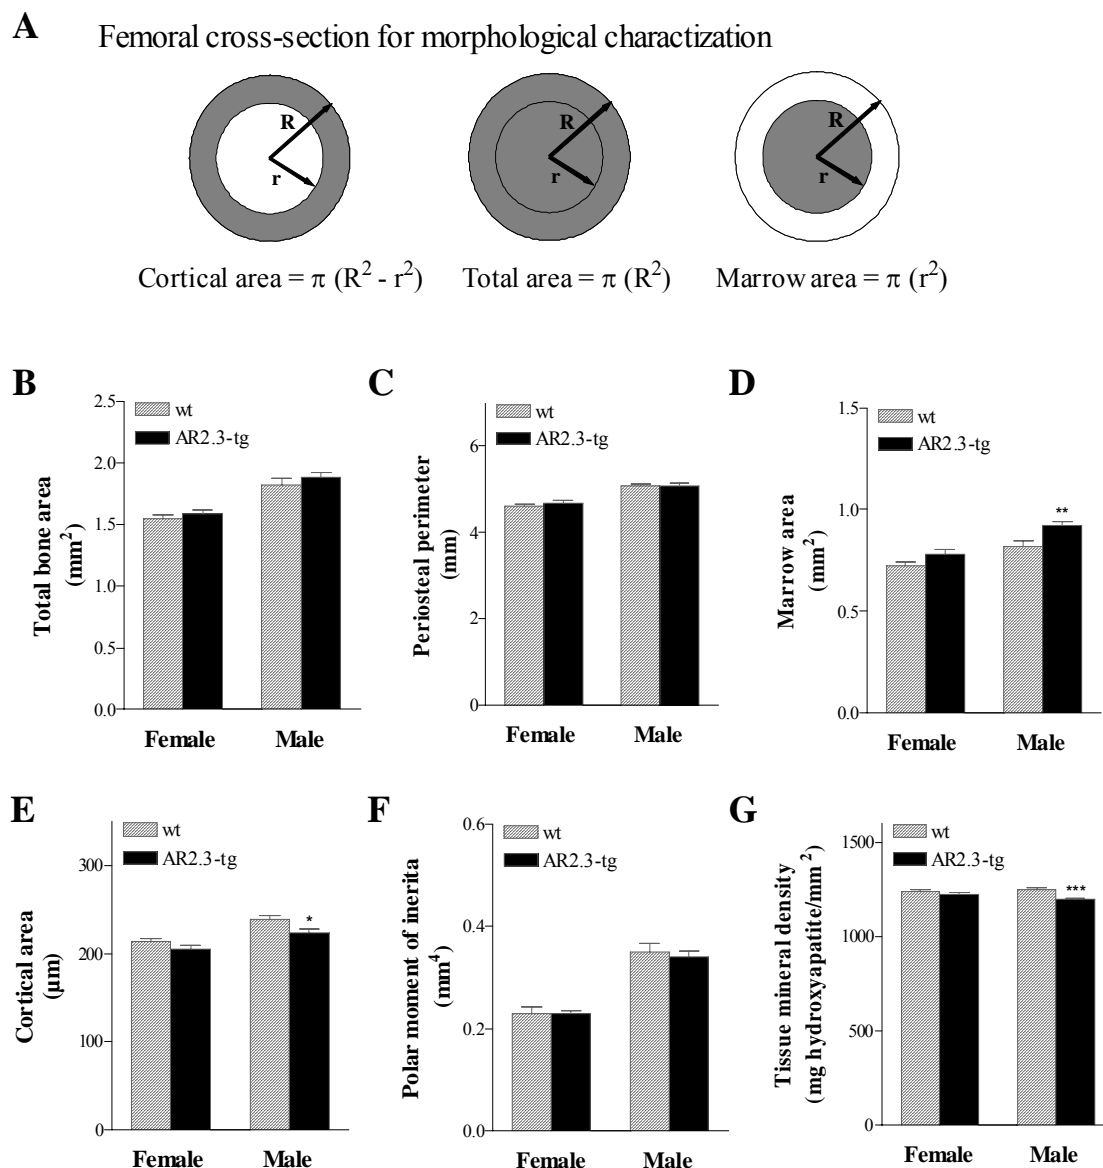 A
Femoral cross-section for morphological charactization
R
r
R
r
R
r
Cortical area = π (R² - r²)
Total area = π (R²)
Marrow area = π (r²)
B
wt
AR2.3-tg
Total bone area
(mm²)
2.5
2.0
1.5
1.0
0.5
0.0
Female
Male
C
wt
AR2.3-tg
Periosteal perimeter
(mm)
6
4
2
0
Female
Male
D
wt
AR2.3-tg
Marrow area
(mm²)
1.5
1.0
0.5
0.0
**
Female
Male
E
wt
AR2.3-tg
Cortical area
(µm)
300
200
100
0
*
Female
Male
F
wt
AR2.3-tg
Polar moment of inerita
(mm⁴)
0.6
0.4
0.2
0.0
Female
Male
G
wt
AR2.3-tg
Tissue mineral density
(mg hydroxyapatite/mm²)
1500
1000
500
0
***
Female
Male